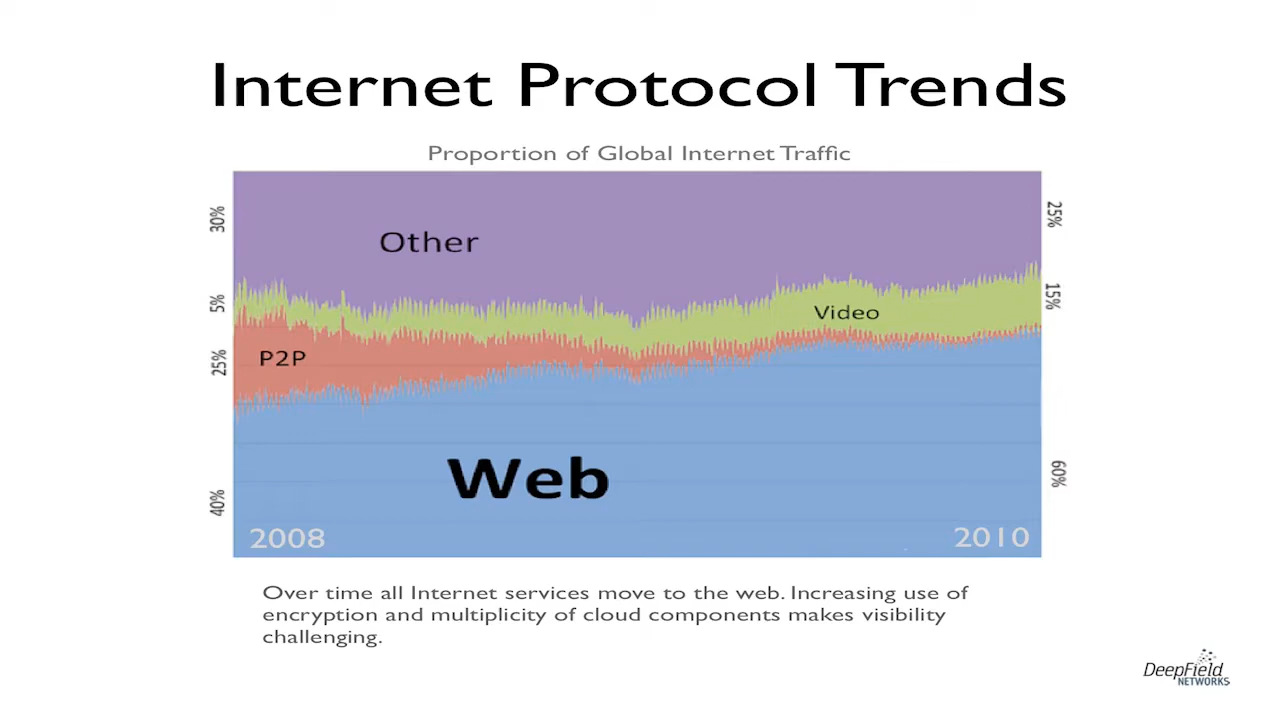 Internet Protocol Trends
Proportion of Global Internet Traffic
30%
25%
Other
5%
15%
Video
25%
P2P
Web
40%
60%
2008
2010
Over time all Internet services move to the web. Increasing use of
encryption and multiplicity of cloud components makes visibility
challenging.
DeepField
NETWORKS